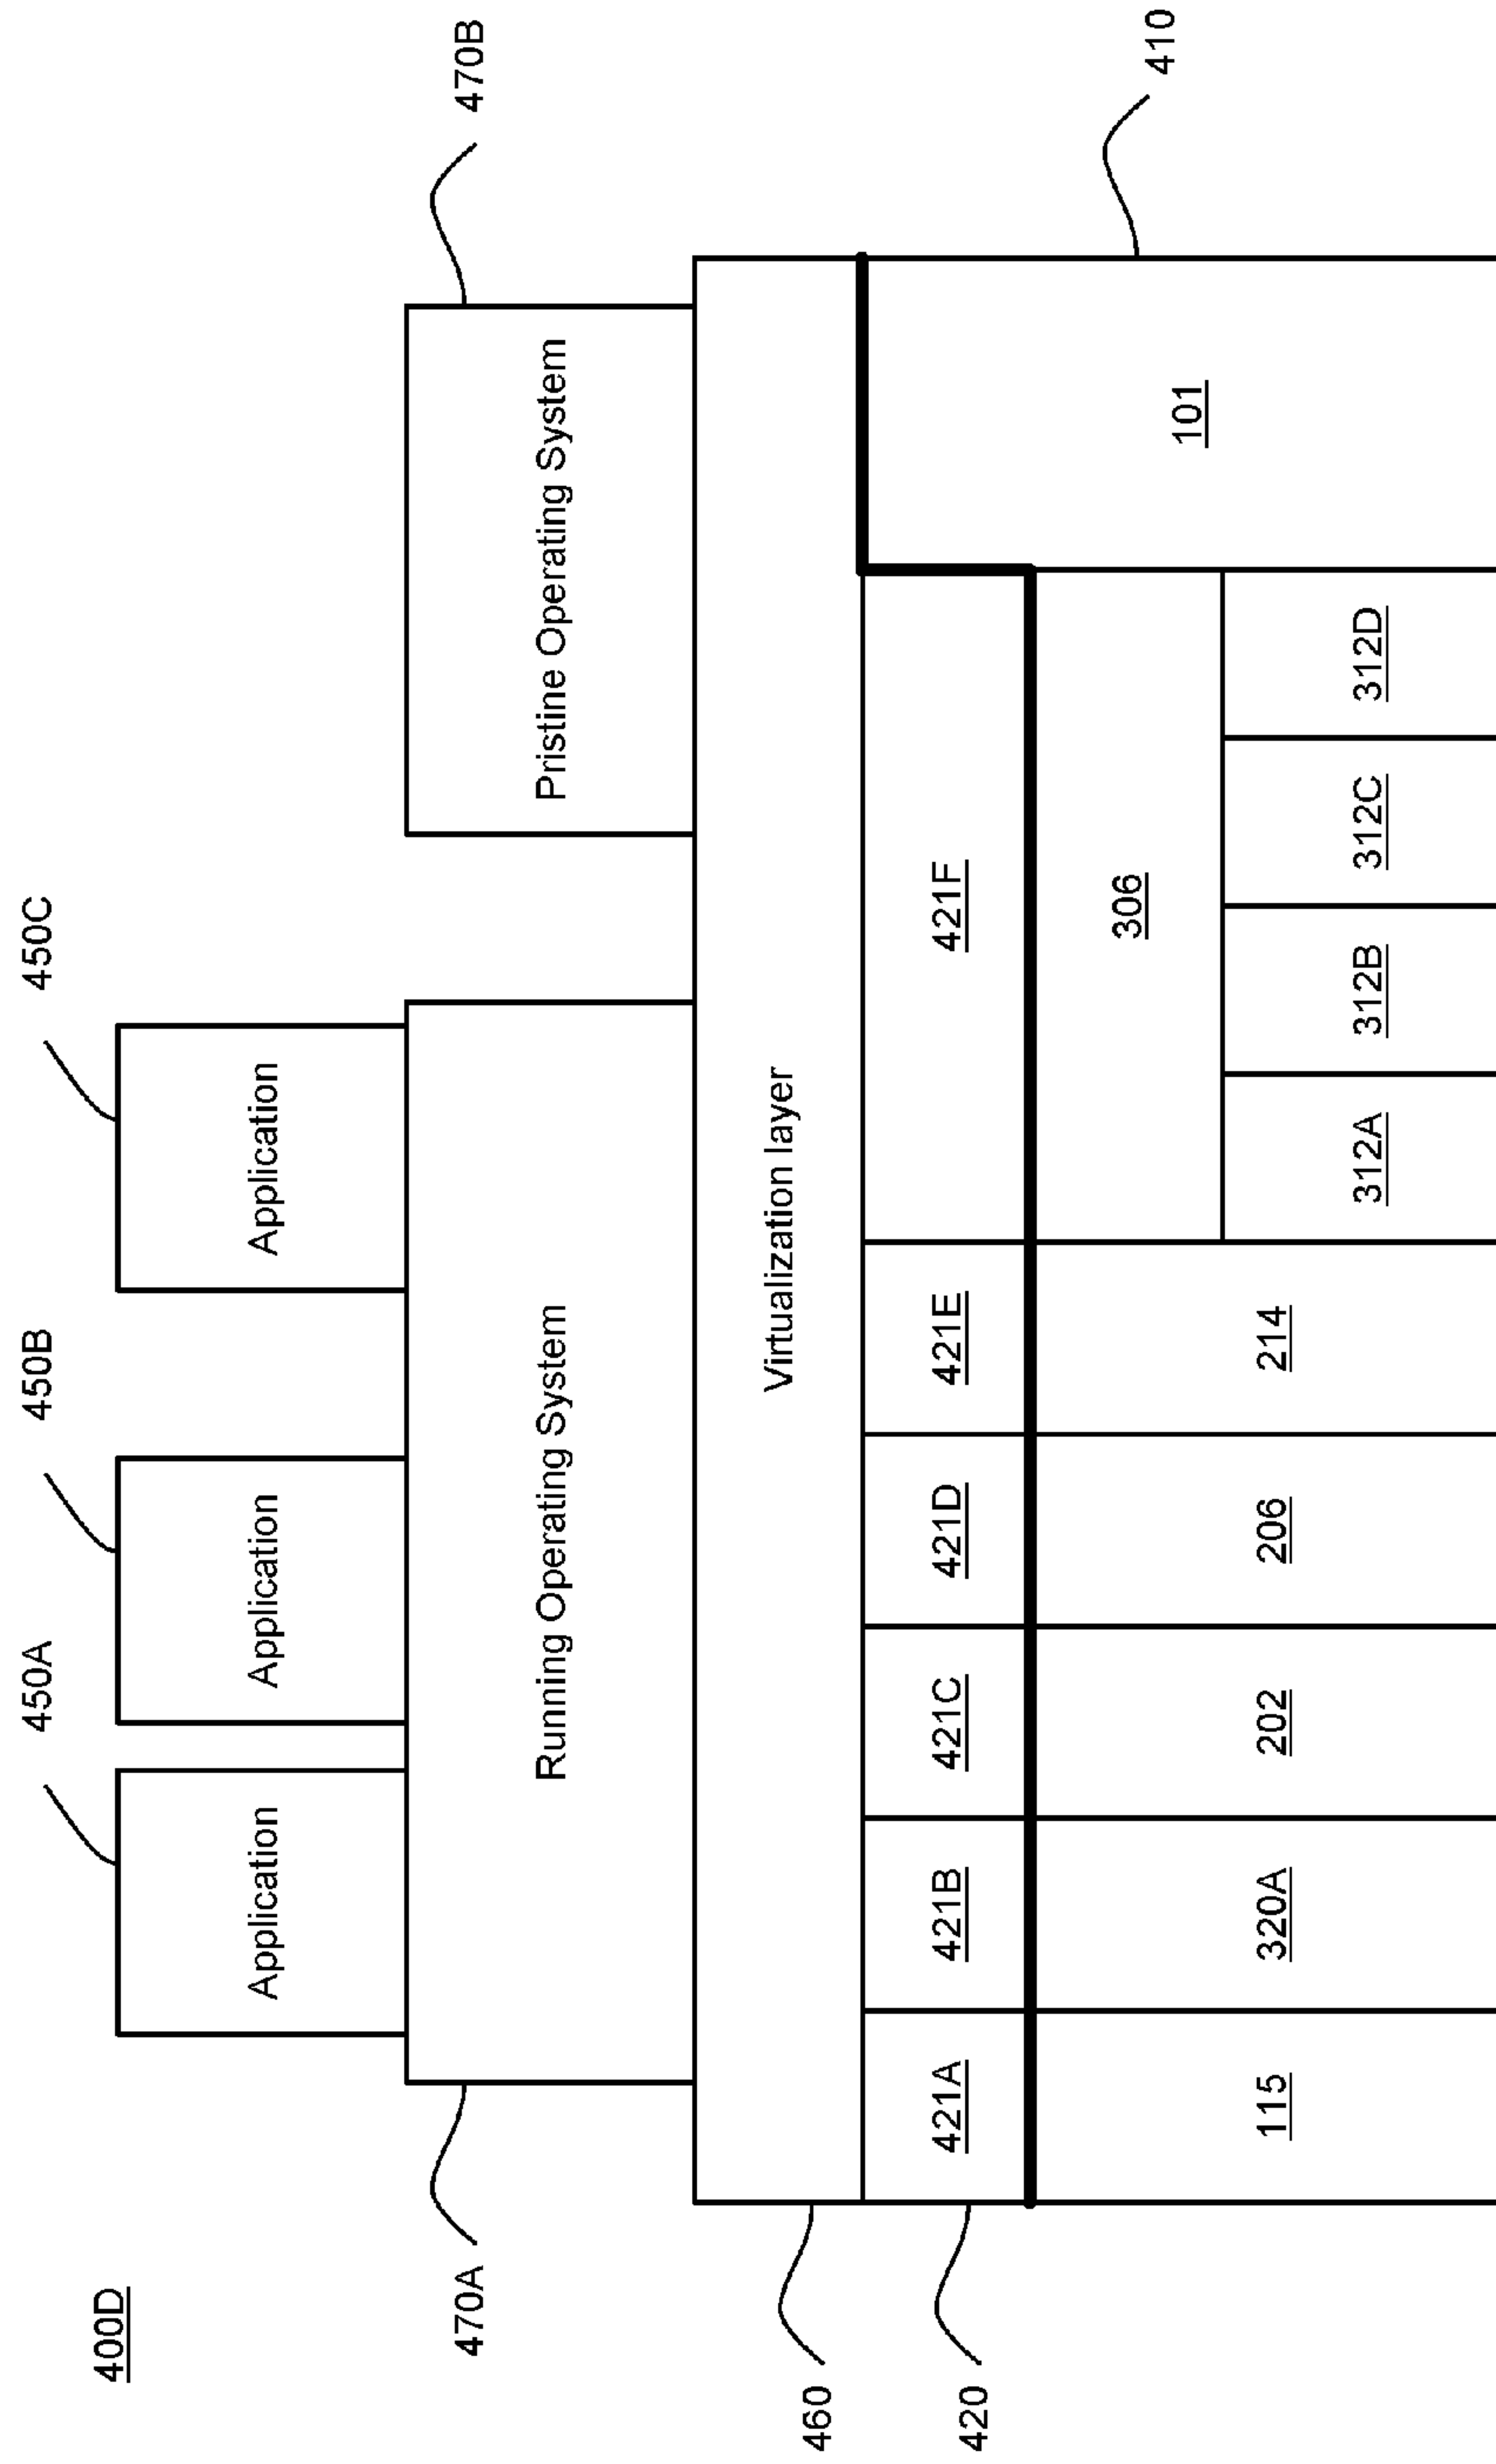 400D
450A
450B
450C
Application
Application
Application
470A
Running Operating System
Pristine Operating System
470B
460
Virtualization layer
420
421A
421B
421C
421D
421E
421F
410
115
320A
202
206
214
306
101
312A
312B
312C
312D